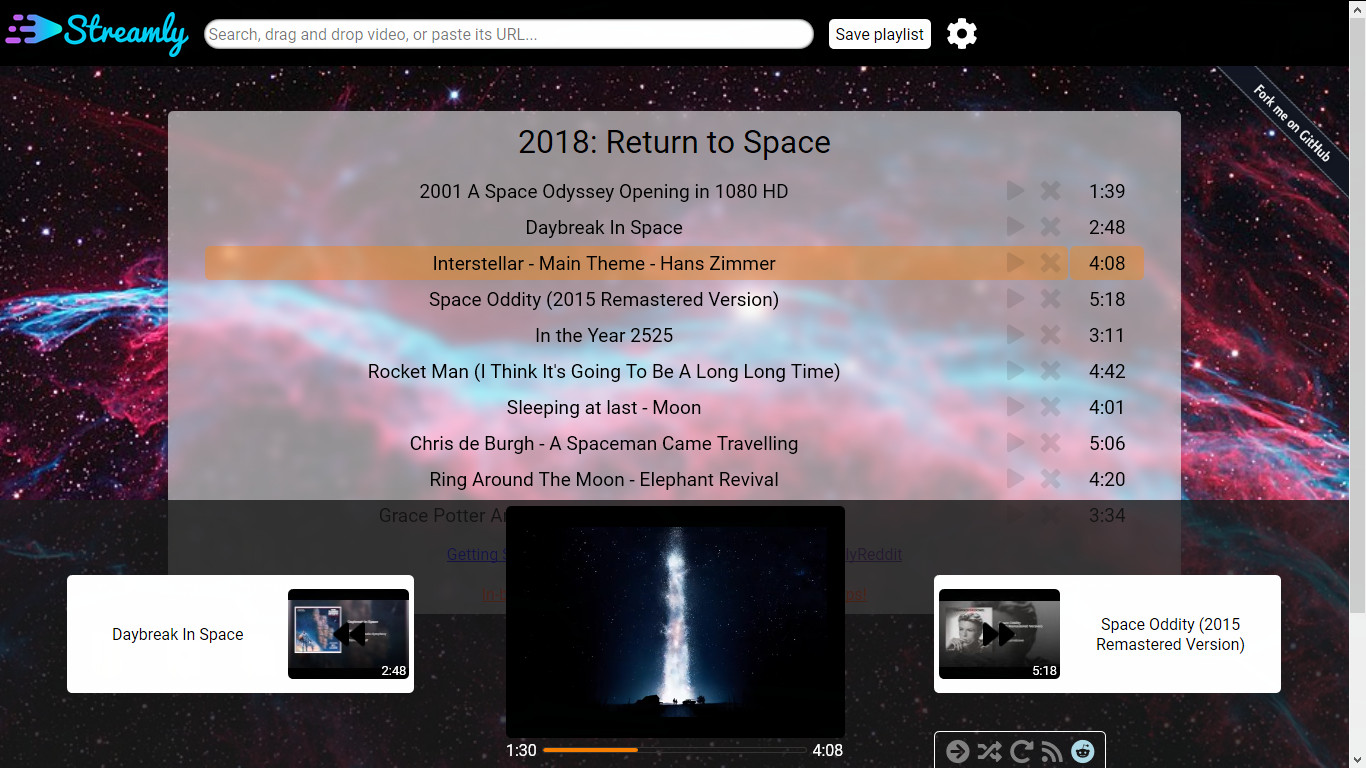 Streamly
Search, drag and drop video, or paste its URL...
Save playlist
Fork me on GitHub
2018: Return to Space
2001 A Space Odyssey Opening in 1080 HD 1:39
Daybreak In Space 2:48
Interstellar - Main Theme - Hans Zimmer 4:08
Space Oddity (2015 Remastered Version) 5:18
In the Year 2525 3:11
Rocket Man (I Think It's Going To Be A Long Long Time) 4:42
Sleeping at last - Moon 4:01
Chris de Burgh - A Spaceman Came Travelling 5:06
Ring Around The Moon - Elephant Revival 4:20
Grace Potter 3:34
Getting
lyReddit
Daybreak In Space
2:48
5:18
Space Oddity (2015
Remastered Version)
1:30 4:08